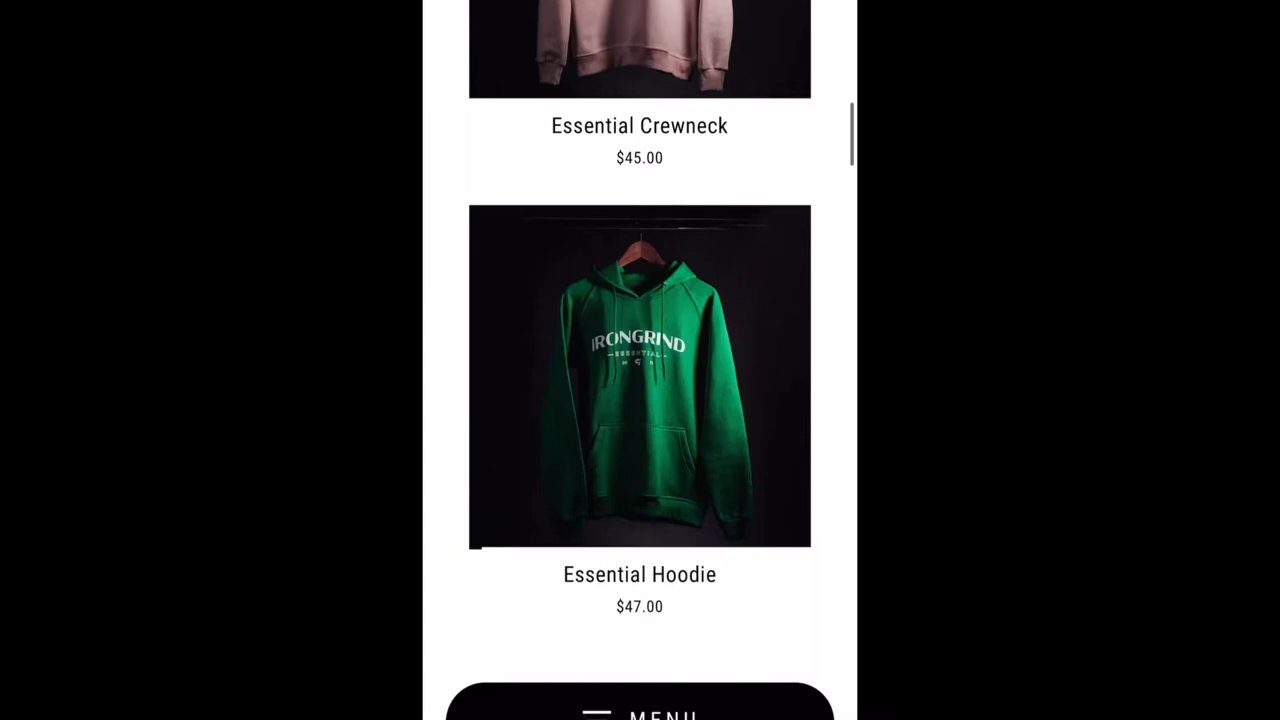 Essential Crewneck
$45.00
IRONGRIND
ESSENTIAL
Essential Hoodie
$47.00
MENU